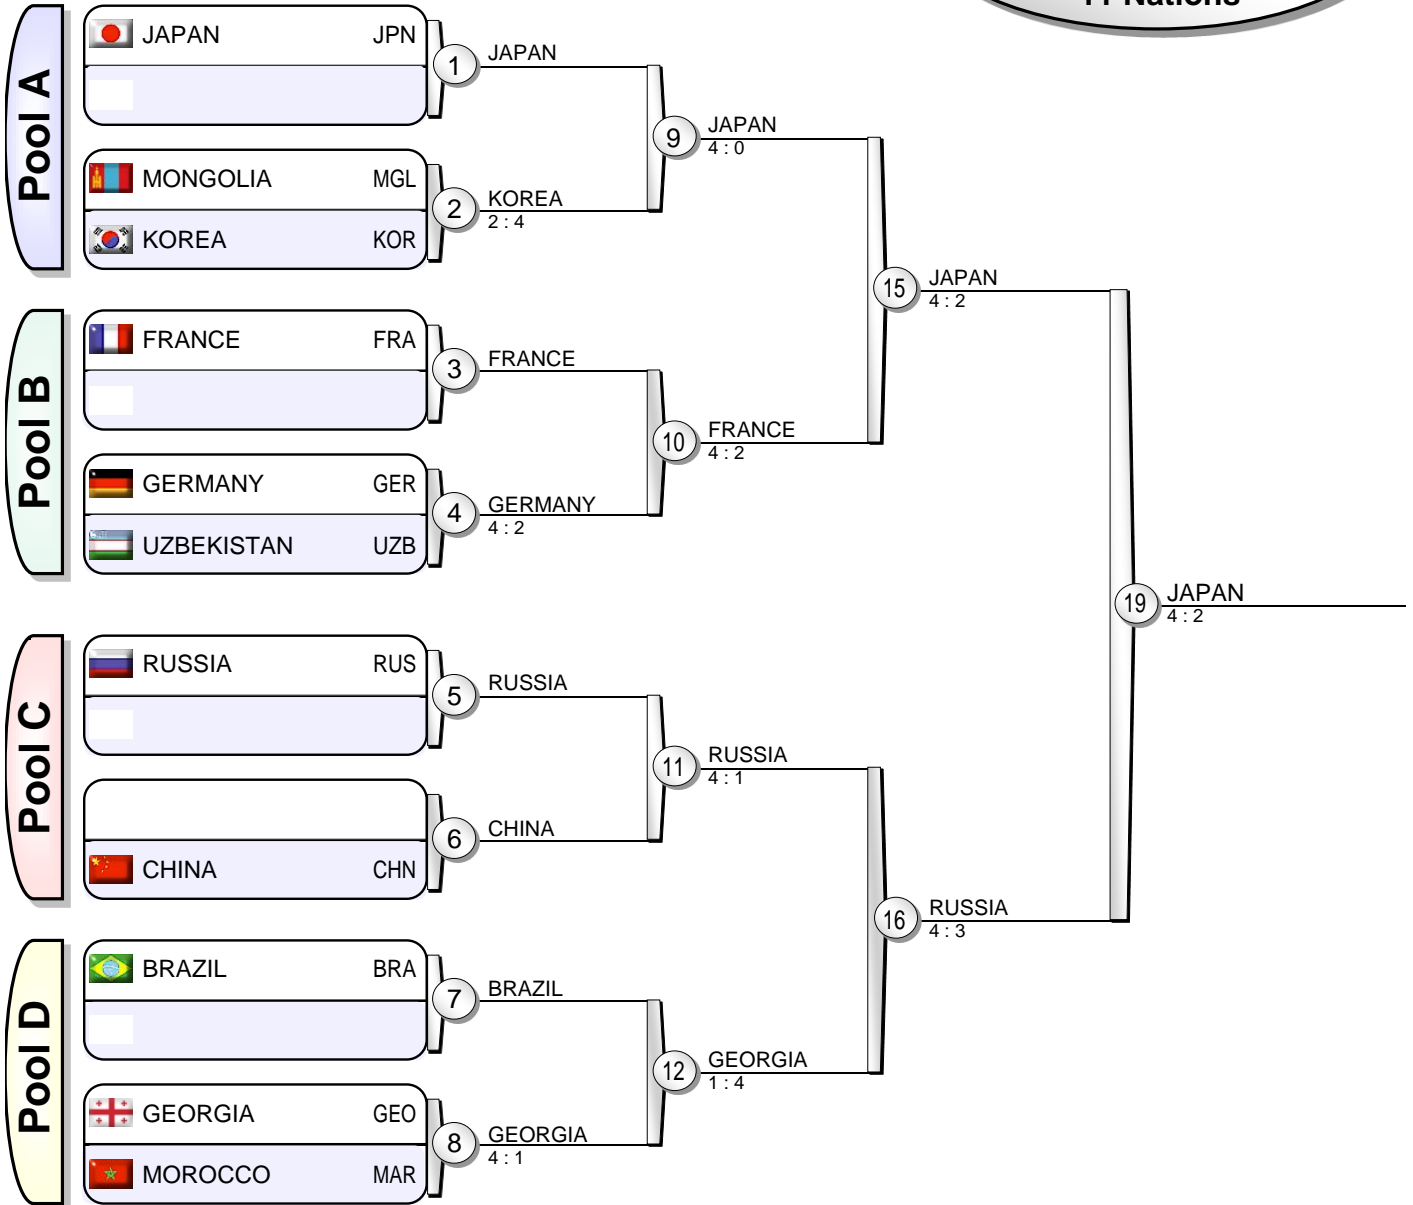 Nations
Pool A
JAPAN JPN
MONGOLIA MGL
KOREA KOR
1 JAPAN
2 KOREA
2 : 4
9 JAPAN
4 : 0
Pool B
FRANCE FRA
GERMANY GER
UZBEKISTAN UZB
3 FRANCE
4 GERMANY
4 : 2
10 FRANCE
4 : 2
15 JAPAN
4 : 2
Pool C
RUSSIA RUS
CHINA CHN
5 RUSSIA
6 CHINA
11 RUSSIA
4 : 1
Pool D
BRAZIL BRA
GEORGIA GEO
MOROCCO MAR
7 BRAZIL
8 GEORGIA
4 : 1
12 GEORGIA
1 : 4
16 RUSSIA
4 : 3
19 JAPAN
4 : 2